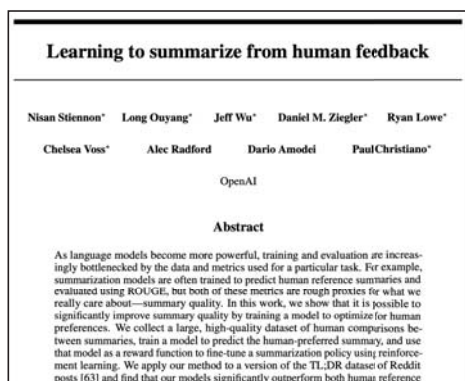 Learning to summarize from human feedback
Nisan Stiennon* Long Ouyang* Jeff Wu* Daniel M. Ziegler* Ryan Lowe*
Chelsea Voss* Alec Radford Dario Amodei Paul Christiano*
OpenAI
Abstract
As language models become more powerful, training and evaluation are increas-
ingly bottlenecked by the data and metrics used for a particular task. For example,
summarization models are often trained to predict human reference summaries and
evaluated using ROUGE, but both of these metrics are rough proxies for what we
really care about—summary quality. In this work, we show that it is possible to
significantly improve summary quality by training a model to optimize for human
preferences. We collect a large, high-quality dataset of human comparisons be-
tween summaries, train a model to predict the human-preferred summary, and use
that model as a reward function to fine-tune a summarization policy using reinforce-
ment learning. We apply our method to a version of the TL;DR dataset of Reddit
posts [63] and find that our models significantly outperform both human reference